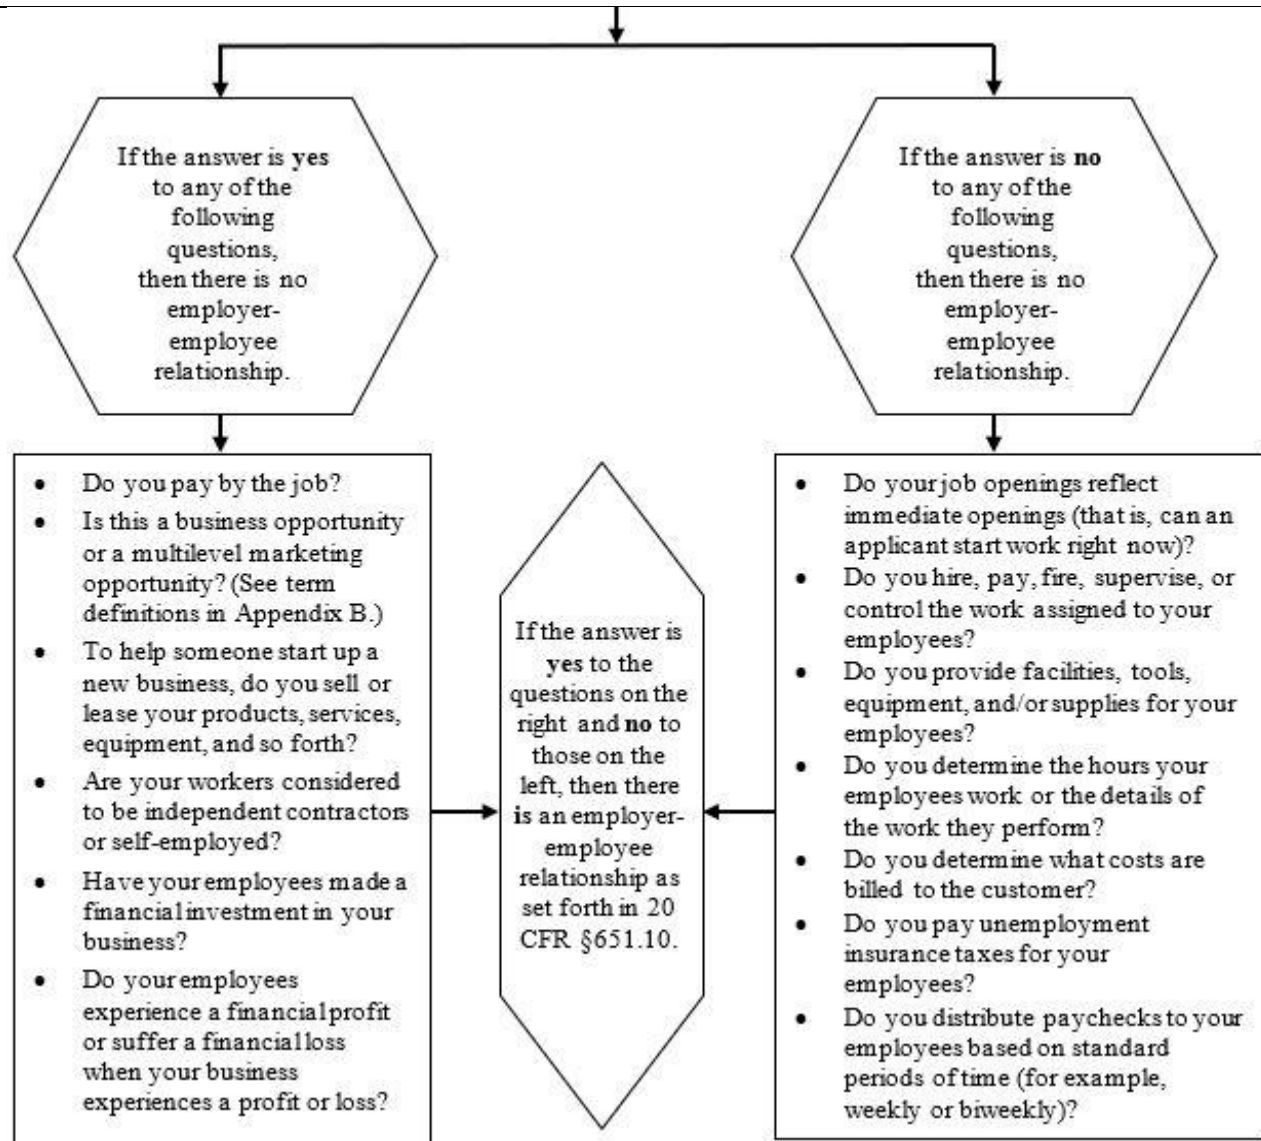 If the answer is yes
to any of the
following
questions,
then there is no
employer-
employee
relationship.
If the answer is no
to any of the
following
questions,
then there is no
employer-
employee
relationship.
• Do you pay by the job?
• Is this a business opportunity
or a multilevel marketing
opportunity? (See term
definitions in Appendix B.)
• To help someone start up a
new business, do you sell or
lease your products, services,
equipment, and so forth?
• Are your workers considered
to be independent contractors
or self-employed?
• Have your employees made a
financial investment in your
business?
• Do your employees
experience a financial profit
or suffer a financial loss
when your business
experiences a profit or loss?
If the answer is
yes to the
questions on the
right and no to
those on the
left, then there
is an employer-
employee
relationship as
set forth in 20
CFR §651.10.
• Do your job openings reflect
immediate openings (that is, can an
applicant start work right now)?
• Do you hire, pay, fire, supervise, or
control the work assigned to your
employees?
• Do you provide facilities, tools,
equipment, and/or supplies for your
employees?
• Do you determine the hours your
employees work or the details of
the work they perform?
• Do you determine what costs are
billed to the customer?
• Do you pay unemployment
insurance taxes for your
employees?
• Do you distribute paychecks to your
employees based on standard
periods of time (for example,
weekly or biweekly)?